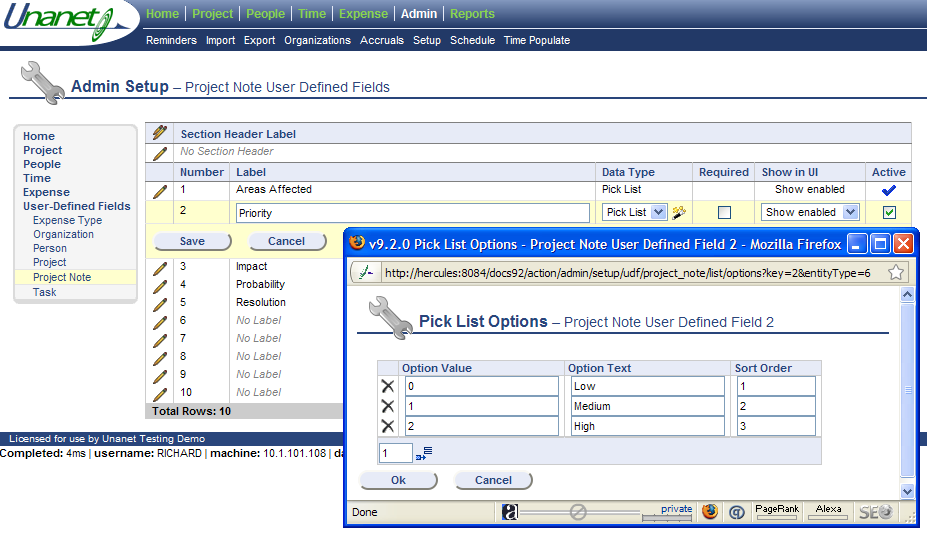 Unanet
Home | Project | People | Time | Expense | Admin | Reports
Reminders Import Export Organizations Accruals Setup Schedule Time Populate
Admin Setup – Project Note User Defined Fields
Home
Project
People
Time
Expense
User-Defined Fields
Expense Type
Organization
Person
Project
Project Note
Task
Section Header Label
No Section Header
Number Label Data Type Required Show in UI Active
1 Areas Affected Pick List Show enabled
2 Priority Pick List Show enabled
Save Cancel
3 Impact
4 Probability
5 Resolution
6 No Label
7 No Label
8 No Label
9 No Label
10 No Label
Total Rows: 10
Licensed for use by Unanet Testing Demo
Completed: 4ms | username: RICHARD | machine: 10.1.101.108 | da
v9.2.0 Pick List Options - Project Note User Defined Field 2 - Mozilla Firefox
http://hercules:8084/docs92/action/admin/setup/udf/project_note/list/options?key=2&entityType=6
Pick List Options – Project Note User Defined Field 2
Option Value Option Text Sort Order
0 Low 1
1 Medium 2
2 High 3
1
Ok Cancel
Done a private @ PageRank Alexa SEO